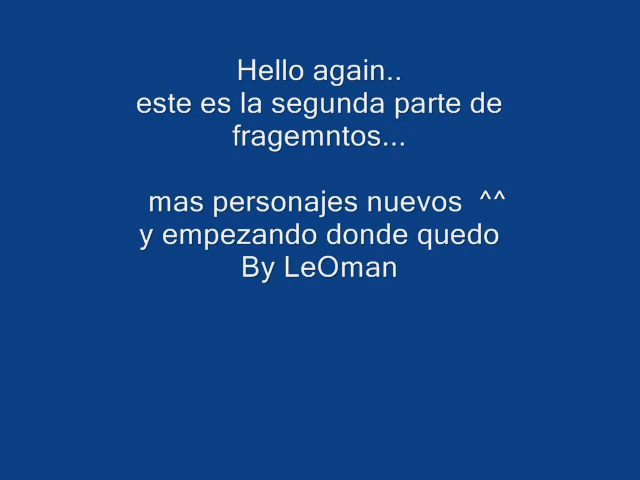 Hello again..
este es la segunda parte de
fragemntos...
mas personajes nuevos ^^
y empezando donde quedo
By LeOman